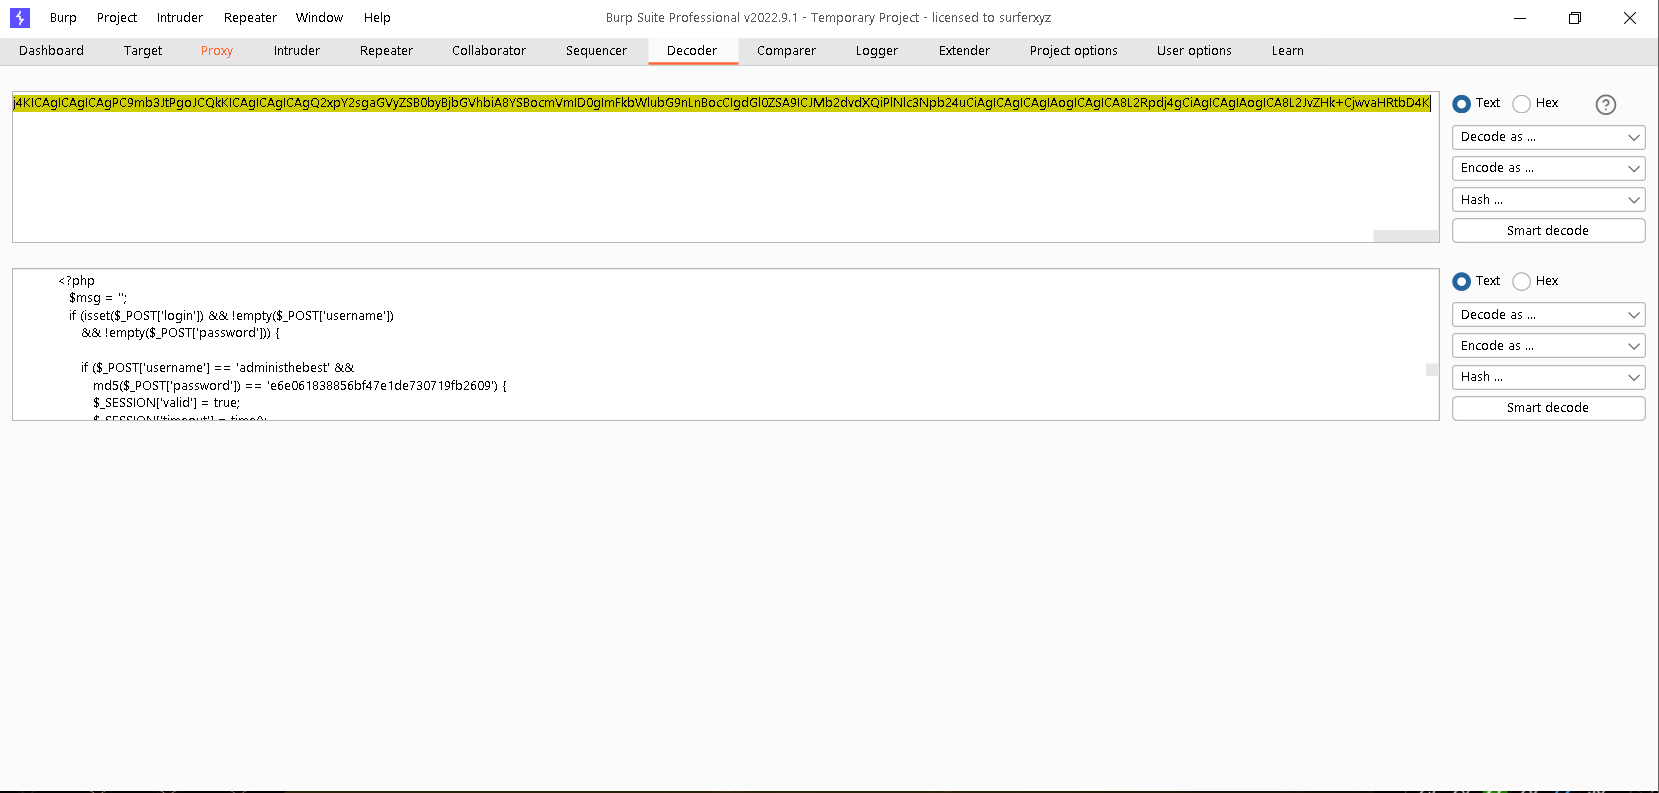 Burp Project Intruder Repeater Window Help
Burp Suite Professional v2022.9.1 - Temporary Project - licensed to surferxyz
Dashboard Target Proxy Intruder Repeater Collaborator Sequencer Decoder Comparer Logger Extender Project options User options Learn
j4KICAgICAgICAgPC9mb3JtPgoJCQkKICAgICAgICAgQ2xpY2sgaGVyZSB0byBjbGVhbiA8YSBocmVmID0gImFkbWlubG9nLnBocCIgdGl0ZSA9ICJMb2dvdXQiPlNlc3Npb24uCiAgICAgICAgIAogICAgICA8L2Rpdj4gCiAgICAgIAogICA8L2JvZHk+CjwvaHRtbD4K
Text Hex ?
Decode as ...
Encode as ...
Hash ...
Smart decode
<?php
$msg = '';
if (isset($_POST['login']) && !empty($_POST['username'])
&& !empty($_POST['password'])) {
if ($_POST['username'] == 'administhebest' &&
md5($_POST['password']) == 'e6e061838856bf47e1de730719fb2609') {
$_SESSION['valid'] = true;
$_SESSION['timeout'] = time();
Text Hex
Decode as ...
Encode as ...
Hash ...
Smart decode